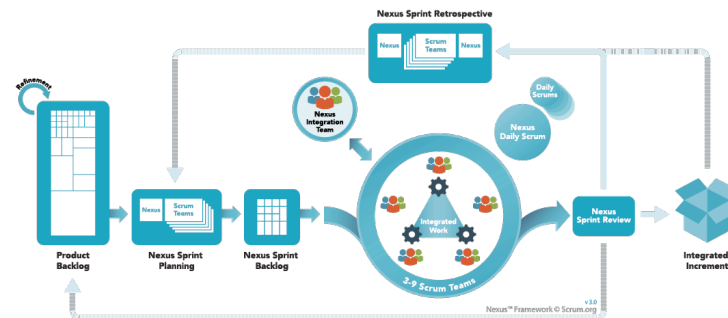 Nexus Sprint Retrospective
Nexus
Scrum
Teams
Nexus
Refinement
Nexus
Integration
Team
Daily
Scrums
Nexus
Daily Scrum
Nexus
Scrum
Teams
Integrated
Work
Nexus
Sprint Review
Product
Backlog
Nexus Sprint
Planning
Nexus Sprint
Backlog
3-9 Scrum Teams
Integrated
Increment
v 3.0
Nexus™ Framework © Scrum.org